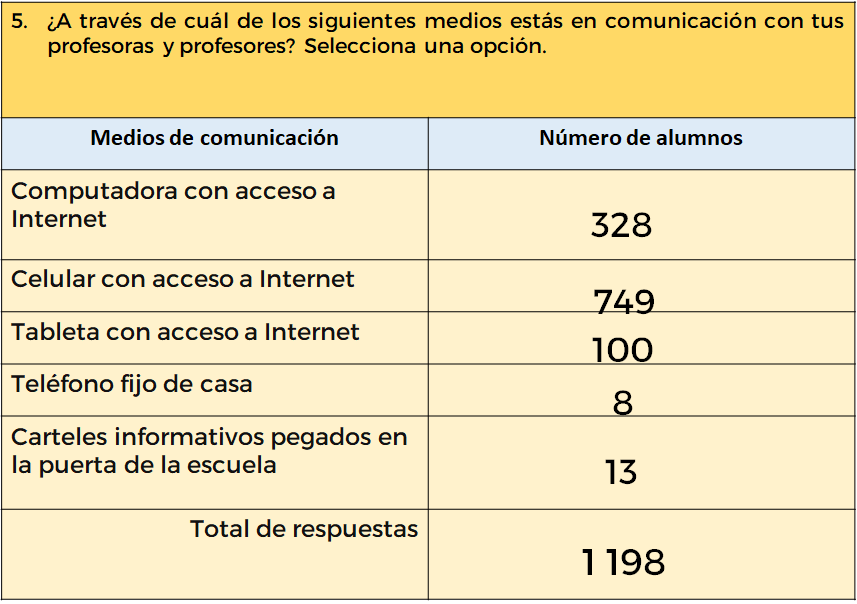 5. ¿A través de cuál de los siguientes medios estás en comunicación con tus
profesoras y profesores? Selecciona una opción.
Medios de comunicación Número de alumnos
Computadora con acceso a
Internet
328
Celular con acceso a Internet
749
Tableta con acceso a Internet
100
Teléfono fijo de casa
8
Carteles informativos pegados en
la puerta de la escuela
13
Total de respuestas
1 198